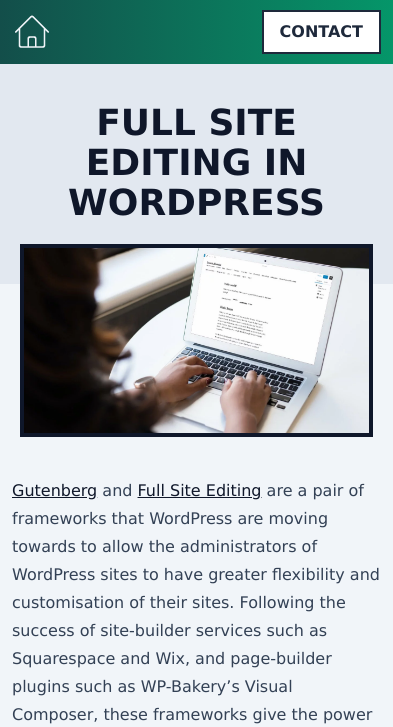 CONTACT
FULL SITE
EDITING IN
WORDPRESS
Gutenberg and Full Site Editing are a pair of
frameworks that WordPress are moving
towards to allow the administrators of
WordPress sites to have greater flexibility and
customisation of their sites. Following the
success of site-builder services such as
Squarespace and Wix, and page-builder
plugins such as WP-Bakery’s Visual
Composer, these frameworks give the power